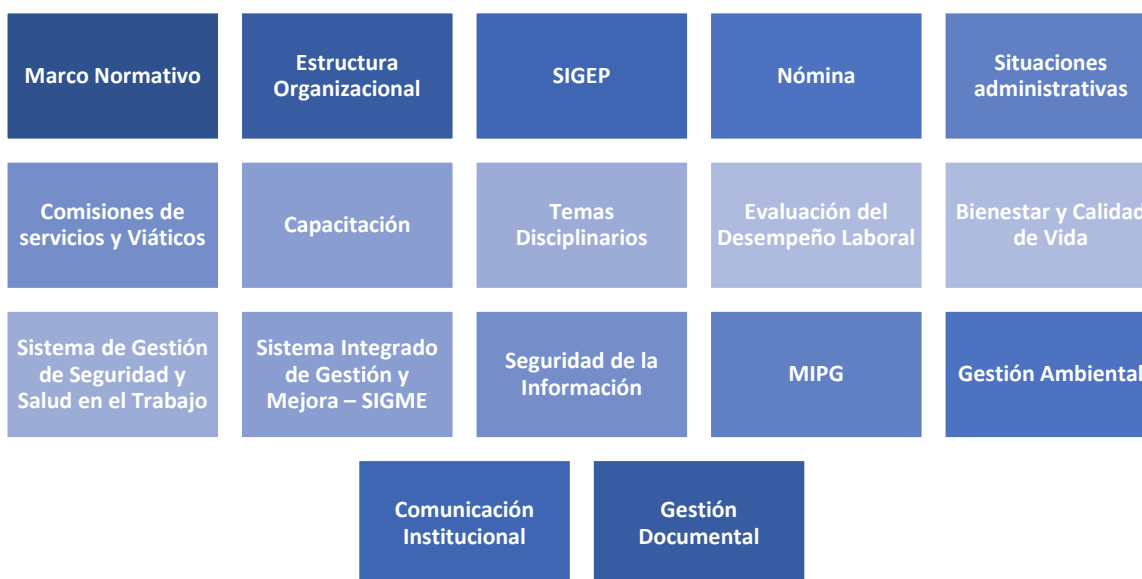 Marco Normativo
Estructura
Organizacional
SIGEP
Nómina
Situaciones
administrativas
Comisiones de
servicios y Viáticos
Capacitación
Temas
Disciplinarios
Evaluación del
Desempeño Laboral
Bienestar y Calidad
de Vida
Sistema de Gestión
de Seguridad y
Salud en el Trabajo
Sistema Integrado
de Gestión y
Mejora – SIGME
Seguridad de la
Información
MIPG
Gestión Ambiental
Comunicación
Institucional
Gestión
Documental